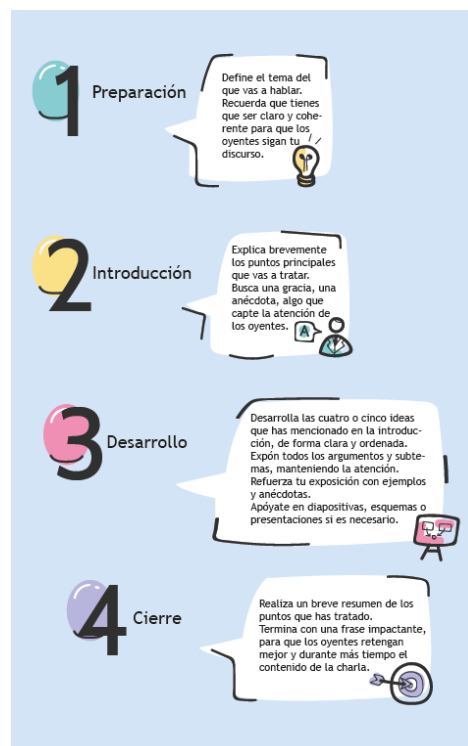 1
Preparación
Define el tema del
que vas a hablar.
Recuerda que tienes
que ser claro y cohe-
rente para que los
oyentes sigan tu
discurso.
2
Introducción
Explica brevemente
los puntos principales
que vas a tratar.
Busca una gracia, una
anécdota, algo que
capte la atención de
los oyentes.
A
3
Desarrollo
Desarrolla las cuatro o cinco ideas
que has mencionado en la introduc-
ción, de forma clara y ordenada.
Expón todos los argumentos y subte-
mas, manteniendo la atención.
Refuerza tu exposición con ejemplos
y anécdotas.
Apóyate en diapositivas, esquemas o
presentaciones si es necesario.
4
Cierre
Realiza un breve resumen de los
puntos que has tratado.
Termina con una frase impactante,
para que los oyentes retengan
mejor y durante más tiempo el
contenido de la charla.